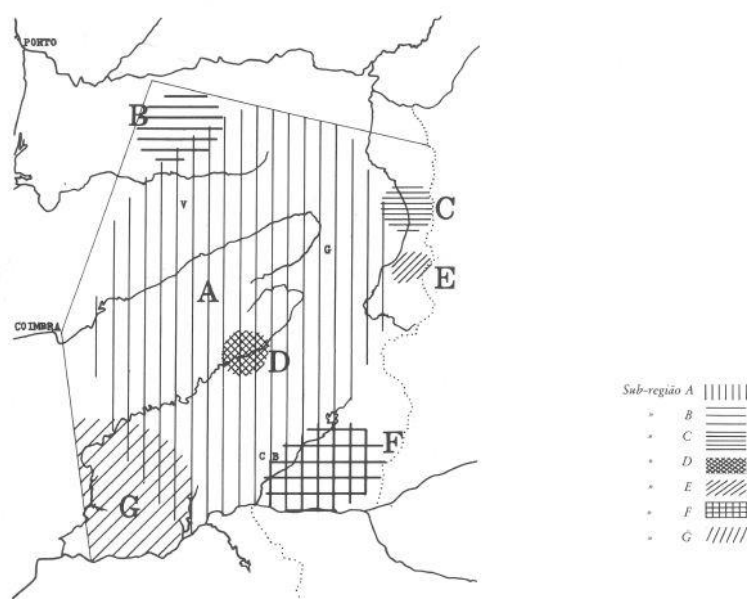 PORTO
B
C
V
G
E
A
COIMBRA
D
F
C.B
G
Sub-região A
» B
» C
» D
» E
» F
» G